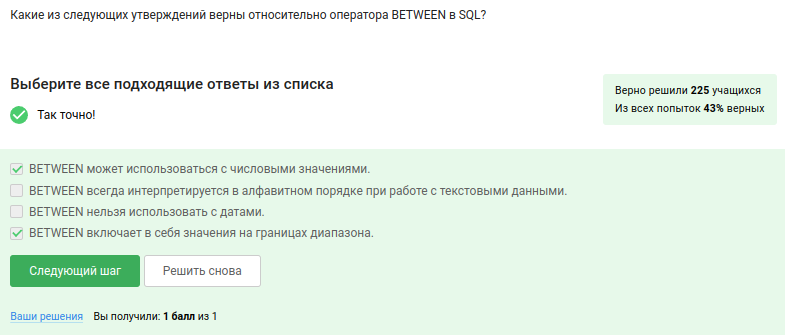 Какие из следующих утверждений верны относительно оператора BETWEEN в SQL?
Выберите все подходящие ответы из списка
Верно решили 225 учащихся
Из всех попыток 43% верных
Так точно!
BETWEEN может использоваться с числовыми значениями.
BETWEEN всегда интерпретируется в алфавитном порядке при работе с текстовыми данными.
BETWEEN нельзя использовать с датами.
BETWEEN включает в себя значения на границах диапазона.
Следующий шаг Решить снова
Ваши решения Вы получили: 1 балл из 1